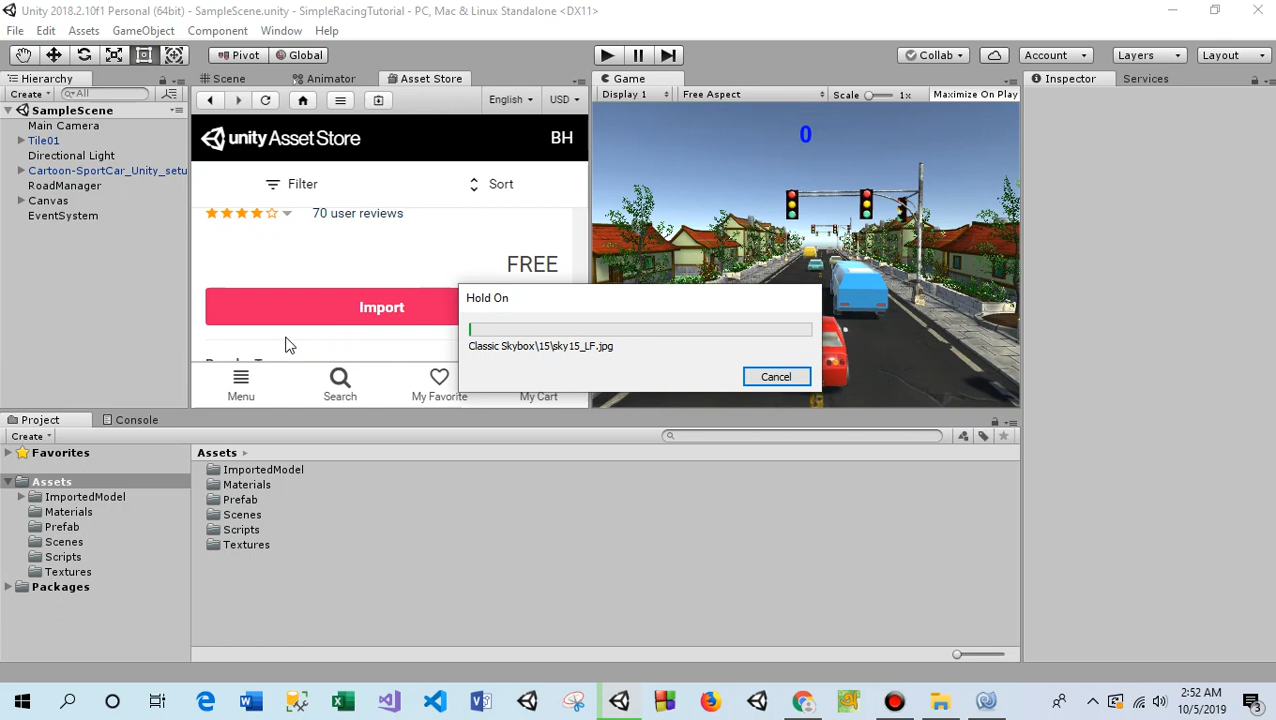 Unity 2018.2.10f1 Personal (64bit) - SampleScene.unity - SimpleRacingTutorial - PC, Mac & Linux Standalone <DX11>
File Edit Assets GameObject Component Window Help
Pivot Global Collab Account Layers Layout
Hierarchy Scene Animator Asset Store Game Inspector Services
Create All English USD Display 1 Free Aspect Scale 1x Maximize On Play
SampleScene
Main Camera
Tile01
Directional Light
Cartoon-SportCar_Unity_setu
RoadManager
Canvas
EventSystem
unity Asset Store BH
Filter Sort
70 user reviews
FREE
Import
Menu Search My Favorite My Cart
0
Hold On
Classic Skybox\15\sky15_LF.jpg
Cancel
Project Console
Create
Favorites
Assets
ImportedModel
Materials
Prefab
Scenes
Scripts
Textures
Packages
Assets
ImportedModel
Materials
Prefab
Scenes
Scripts
Textures
2:52 AM
10/5/2019
3